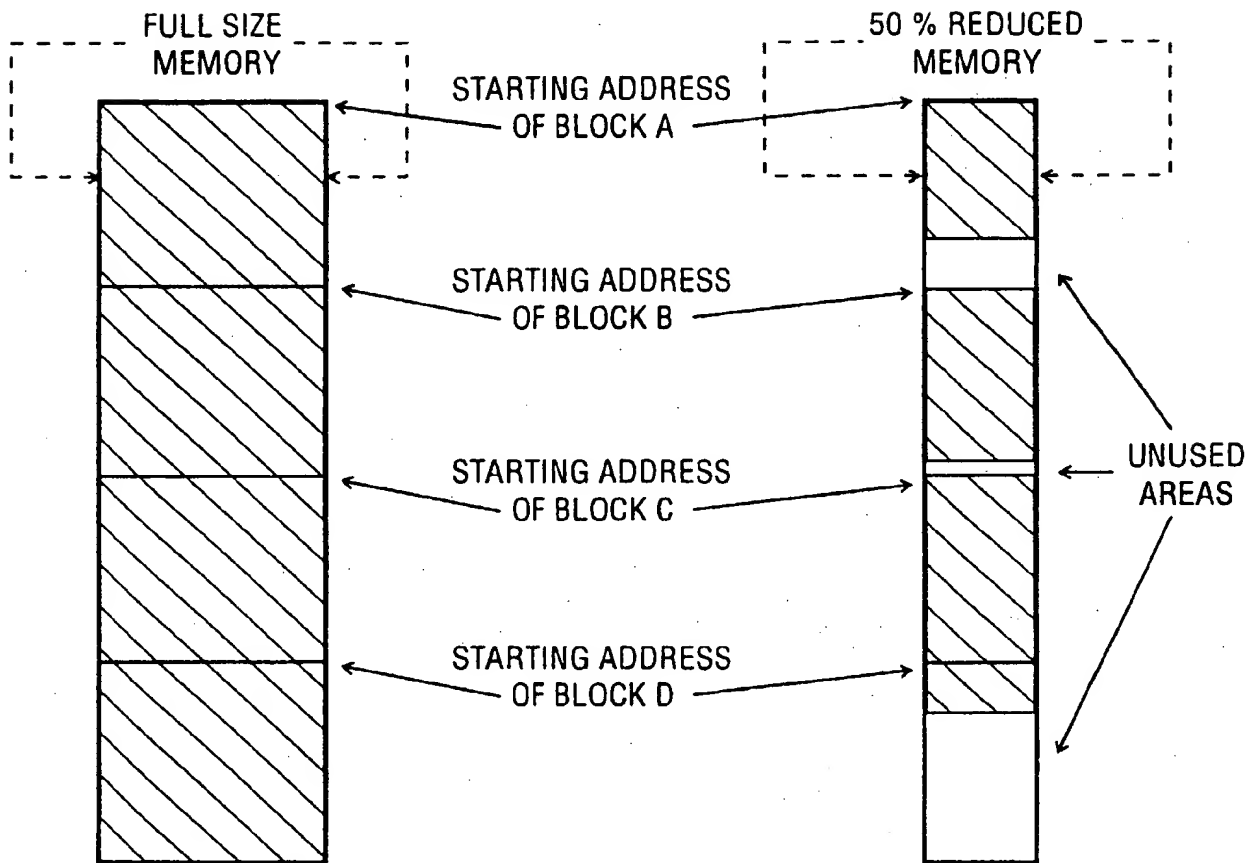 FULL SIZE
MEMORY
50 % REDUCED
MEMORY
STARTING ADDRESS
OF BLOCK A
STARTING ADDRESS
OF BLOCK B
STARTING ADDRESS
OF BLOCK C
UNUSED
AREAS
STARTING ADDRESS
OF BLOCK D